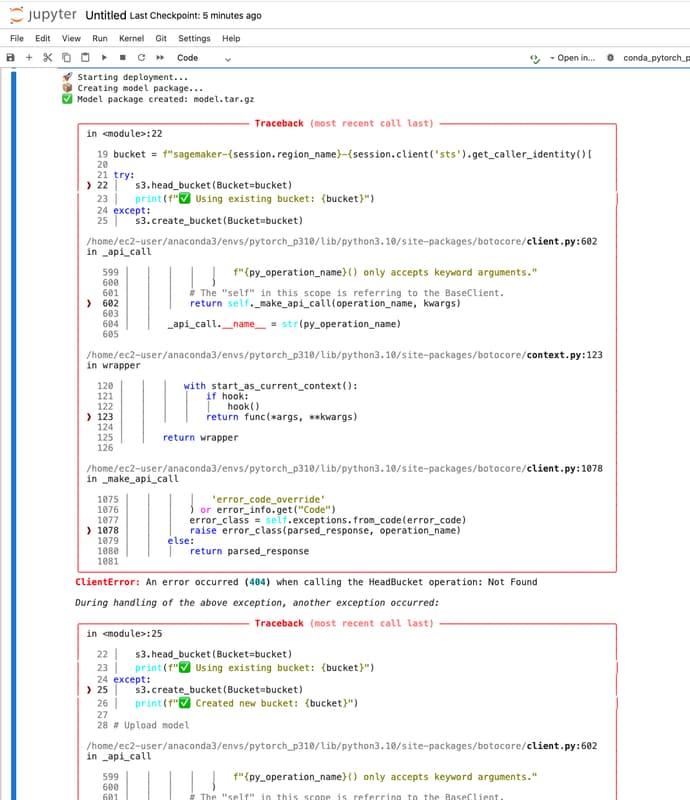 jupyter Untitled Last Checkpoint: 5 minutes ago
File Edit View Run Kernel Git Settings Help
Code Open in... conda_pytorch_p
🚀 Starting deployment...
📦 Creating model package...
✅ Model package created: model.tar.gz
Traceback (most recent call last)
in <module>:22
19 bucket = f"sagemaker-{session.region_name}-{session.client('sts').get_caller_identity()[
20
21 try:
❱ 22 │ s3.head_bucket(Bucket=bucket)
23 │ print(f"✅ Using existing bucket: {bucket}")
24 except:
25 │ s3.create_bucket(Bucket=bucket)
/home/ec2-user/anaconda3/envs/pytorch_p310/lib/python3.10/site-packages/botocore/client.py:602
in _api_call
599 │ │ │ │ │ f"{py_operation_name}() only accepts keyword arguments."
600 │ │ │ │ )
601 │ │ │ # The "self" in this scope is referring to the BaseClient.
❱ 602 │ │ │ return self._make_api_call(operation_name, kwargs)
603 │ │
604 │ │ _api_call.__name__ = str(py_operation_name)
605
/home/ec2-user/anaconda3/envs/pytorch_p310/lib/python3.10/site-packages/botocore/context.py:123
in wrapper
120 │ │ │ with start_as_current_context():
121 │ │ │ │ if hook:
122 │ │ │ │ │ hook()
❱ 123 │ │ │ │ return func(*args, **kwargs)
124 │ │
125 │ │ return wrapper
126
/home/ec2-user/anaconda3/envs/pytorch_p310/lib/python3.10/site-packages/botocore/client.py:1078
in _make_api_call
1075 │ │ │ │ 'error_code_override'
1076 │ │ │ ) or error_info.get("Code")
1077 │ │ │ error_class = self.exceptions.from_code(error_code)
❱ 1078 │ │ │ raise error_class(parsed_response, operation_name)
1079 │ │ else:
1080 │ │ │ return parsed_response
1081
ClientError: An error occurred (404) when calling the HeadBucket operation: Not Found
During handling of the above exception, another exception occurred:
Traceback (most recent call last)
in <module>:25
22 │ s3.head_bucket(Bucket=bucket)
23 │ print(f"✅ Using existing bucket: {bucket}")
24 except:
❱ 25 │ s3.create_bucket(Bucket=bucket)
26 │ print(f"✅ Created new bucket: {bucket}")
27
28 # Upload model
/home/ec2-user/anaconda3/envs/pytorch_p310/lib/python3.10/site-packages/botocore/client.py:602
in _api_call
599 │ │ │ │ │ f"{py_operation_name}() only accepts keyword arguments."
600 │ │ │ │ )
601 │ │ │ # The "self" in this scope is referring to the BaseClient.